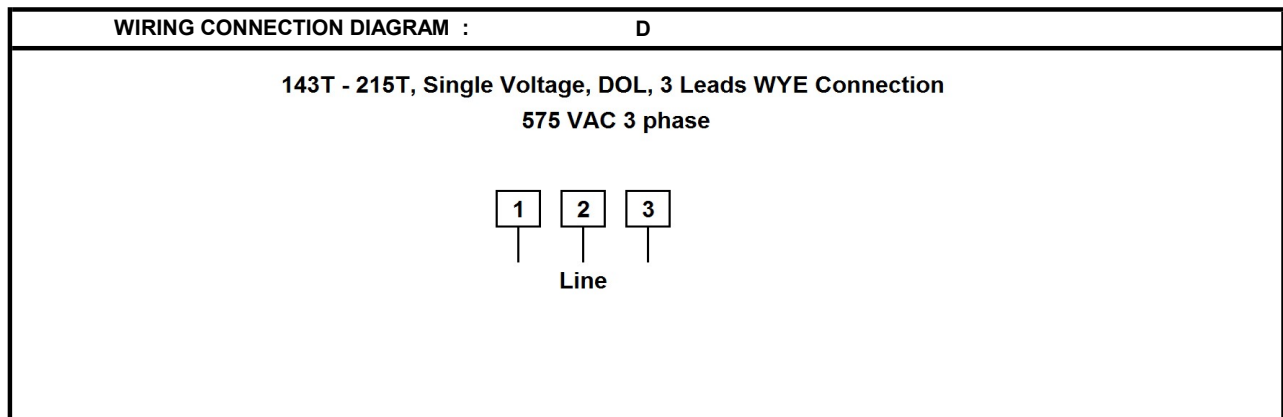 WIRING CONNECTION DIAGRAM : D
143T - 215T, Single Voltage, DOL, 3 Leads WYE Connection
575 VAC 3 phase
1 2 3
Line